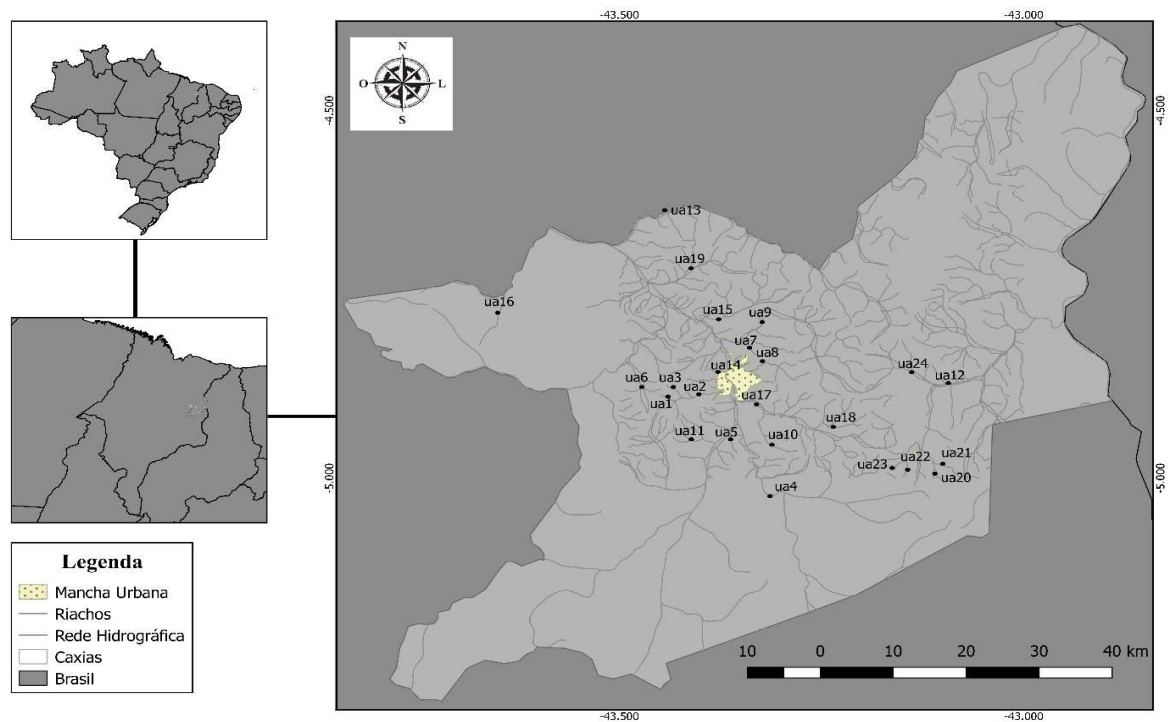 -43.500
-43.000
N
O
L
S
-4.500
-4.500
ua13
ua19
ua16
ua15
ua9
ua7
ua8
ua14
ua24
ua12
ua6
ua3
ua2
ua1
ua17
ua18
ua11
ua5
ua10
ua23
ua22
ua21
ua20
ua4
-5.000
-5.000
Legenda
Mancha Urbana
Riachos
Rede Hidrográfica
Caxias
Brasil
10
0
10
20
30
40 km
-43.500
-43.000